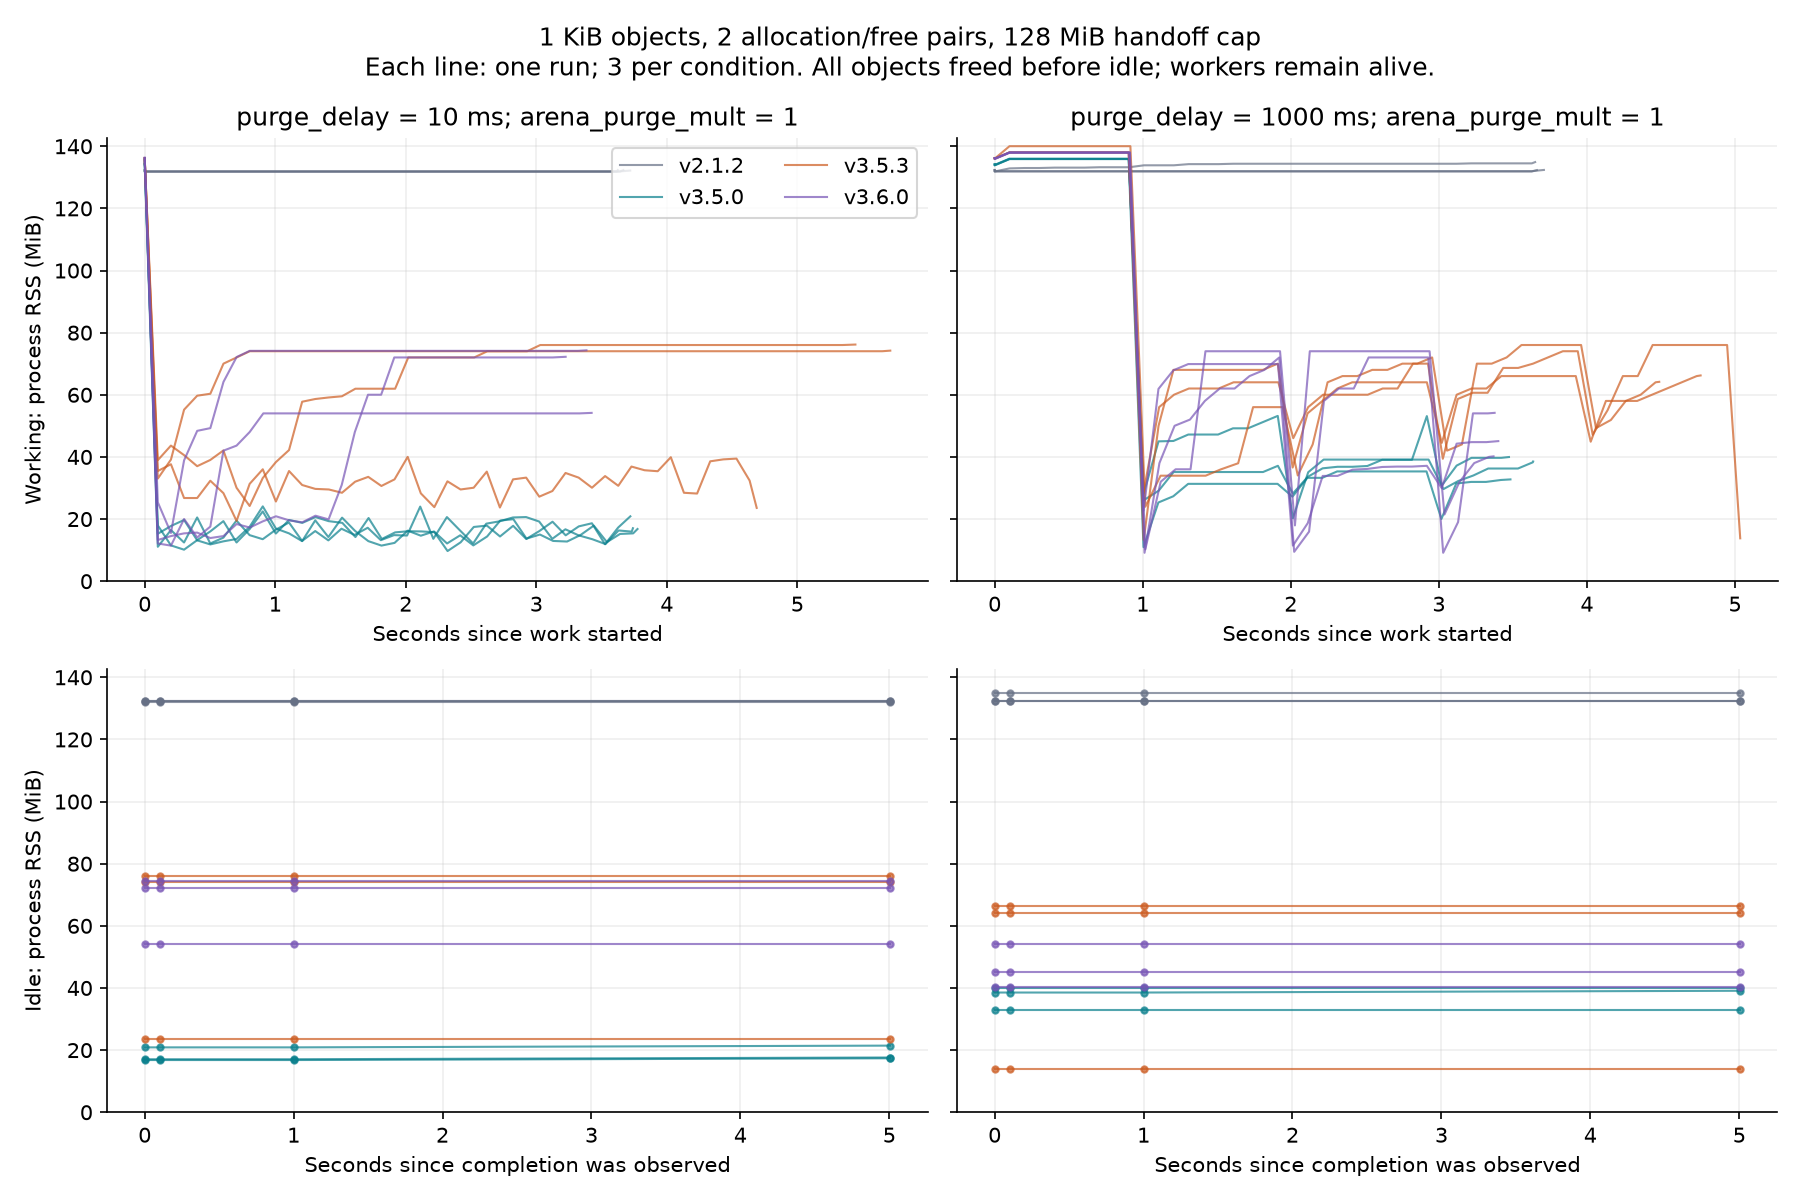 1 KiB objects, 2 allocation/free pairs, 128 MiB handoff cap
Each line: one run; 3 per condition. All objects freed before idle; workers remain alive.
purge_delay = 10 ms; arena_purge_mult = 1
Working: process RSS (MiB)
140
120
100
80
60
40
20
0
v2.1.2
v3.5.0
v3.5.3
v3.6.0
0 1 2 3 4 5
Seconds since work started
purge_delay = 1000 ms; arena_purge_mult = 1
0 1 2 3 4 5
Seconds since work started
Idle: process RSS (MiB)
140
120
100
80
60
40
20
0
0 1 2 3 4 5
Seconds since completion was observed
0 1 2 3 4 5
Seconds since completion was observed